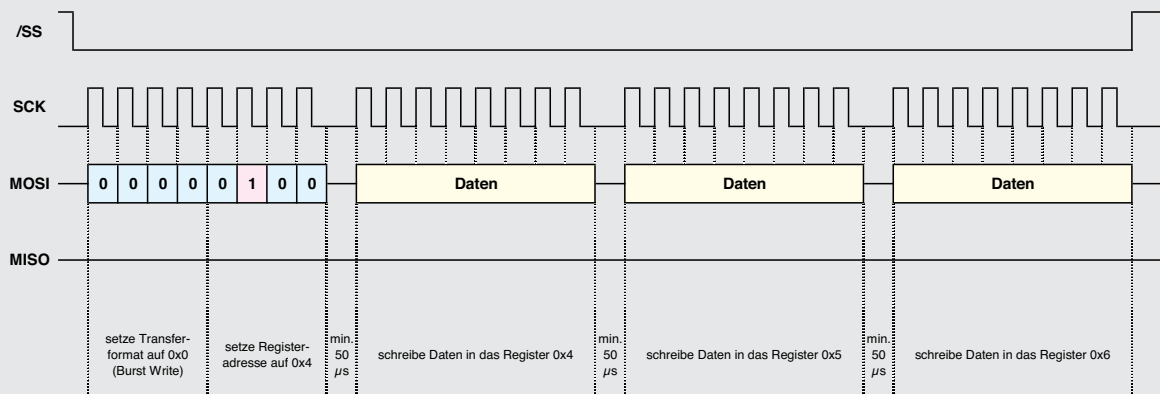 /SS
SCK
MOSI
0 0 0 0 0 1 0 0
Daten
Daten
Daten
MISO
setze Transfer-
format auf 0x0
(Burst Write)
setze Register-
adresse auf 0x4
min.
50
µs
schreibe Daten in das Register 0x4
min.
50
µs
schreibe Daten in das Register 0x5
min.
50
µs
schreibe Daten in das Register 0x6